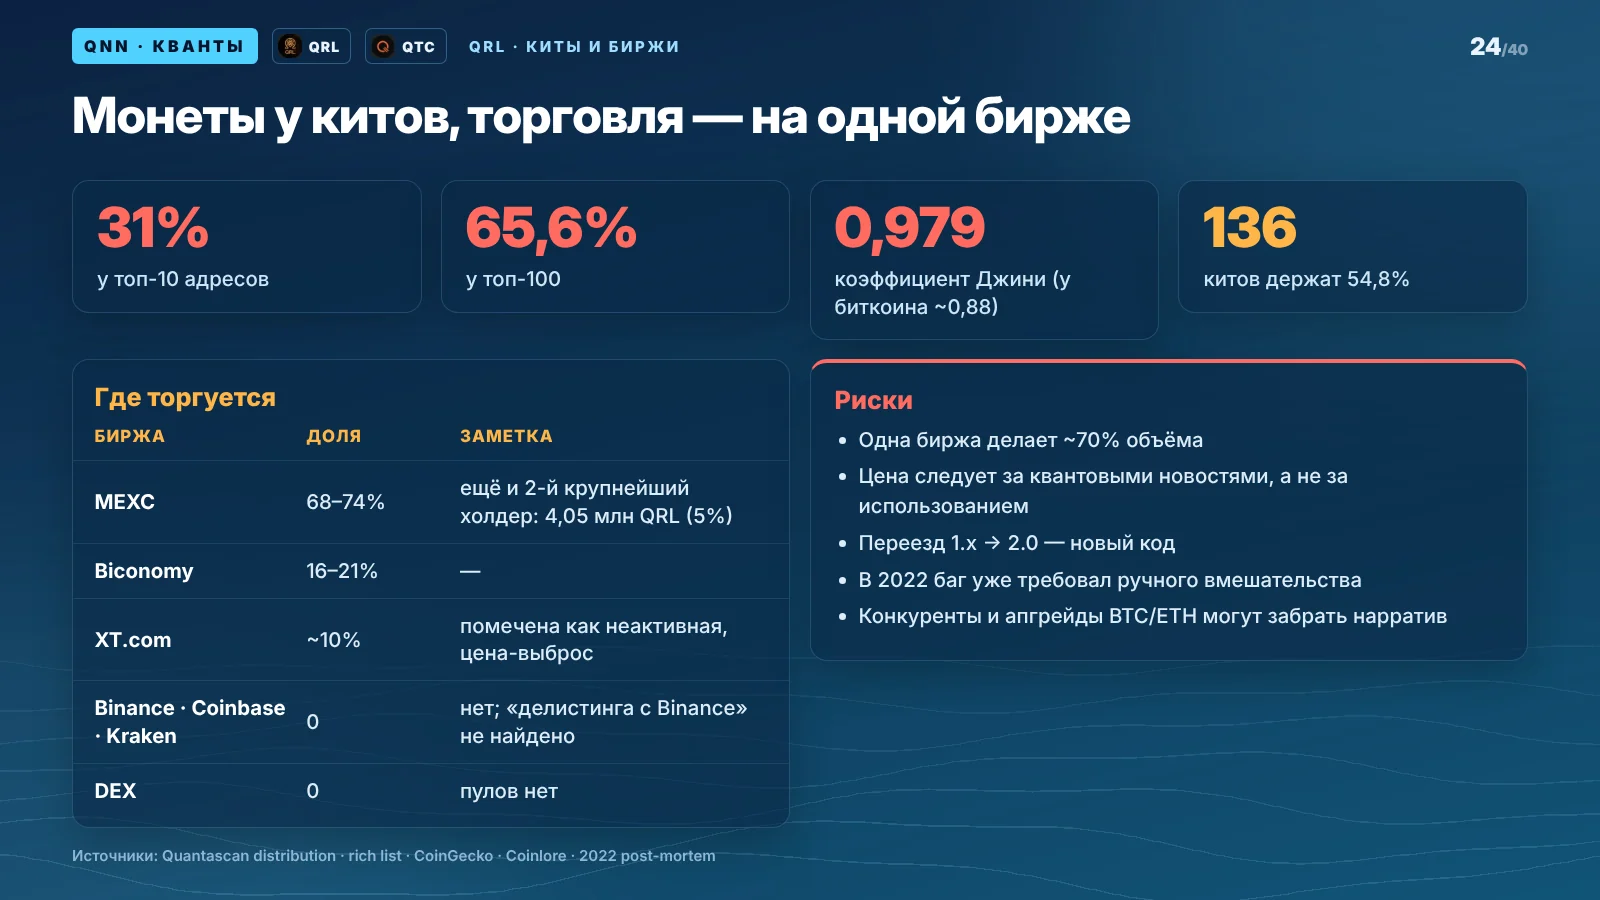 QNN · КВАНТЫ
QRL
QTC
QRL · КИТЫ И БИРЖИ
24/40
Монеты у китов, торговля — на одной бирже
31%
у топ-10 адресов
65,6%
у топ-100
0,979
коэффициент Джини (у
биткоина ~0,88)
136
китов держат 54,8%
Где торгуется
БИРЖА ДОЛЯ ЗАМЕТКА
MEXC 68–74% ещё и 2-й крупнейший
холдер: 4,05 млн QRL (5%)
Biconomy 16–21% —
XT.com ~10% помечена как неактивная,
цена-выброс
Binance · Coinbase
· Kraken 0 нет; «делистинга с Binance»
не найдено
DEX 0 пулов нет
Риски
• Одна биржа делает ~70% объёма
• Цена следует за квантовыми новостями, а не за
использованием
• Переезд 1.x → 2.0 — новый код
• В 2022 баг уже требовал ручного вмешательства
• Конкуренты и апгрейды BTC/ETH могут забрать нарратив
Источники: Quantascan distribution · rich list · CoinGecko · Coinlore · 2022 post-mortem